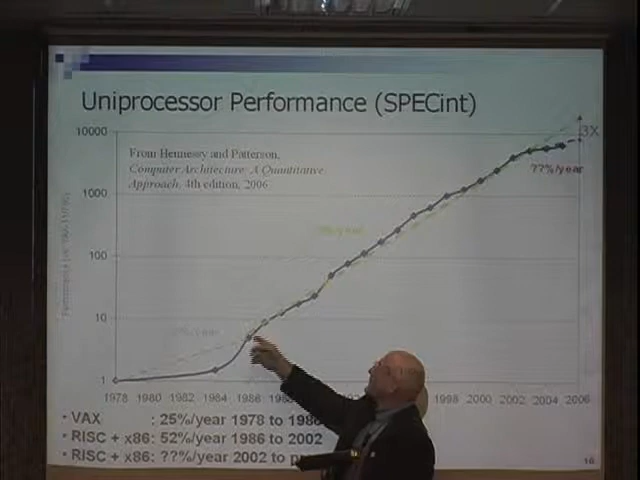 Uniprocessor Performance (SPECint)
10000
3X
From Hennessy and Patterson,
Computer Architecture: A Quantitative
Approach, 4th edition, 2006
??%/year
1000
100
10
1
1978 1980 1982 1984 1986 1998 2000 2002 2004 2006
• VAX : 25%/year 1978 to 1986
• RISC + x86: 52%/year 1986 to 2002
• RISC + x86: ??%/year 2002 to
16